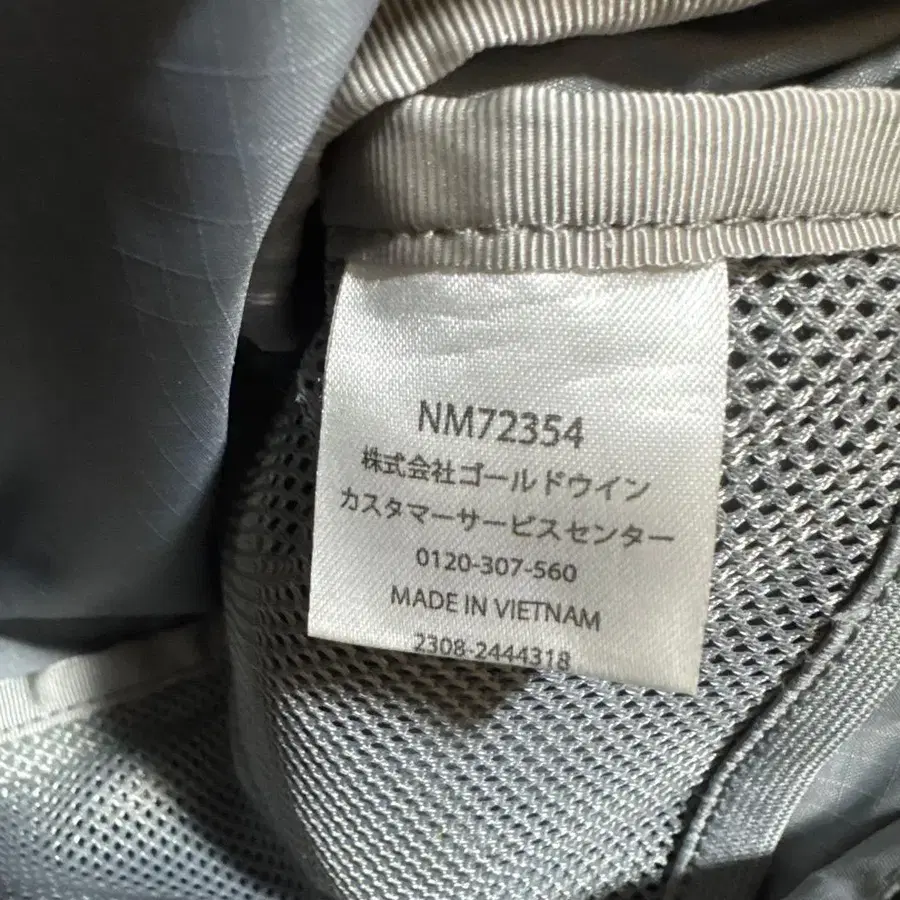 NM72354
株式会社ゴールドウイン
カスタマーサービスセンター
0120-307-560
MADE IN VIETNAM
2308-2444318